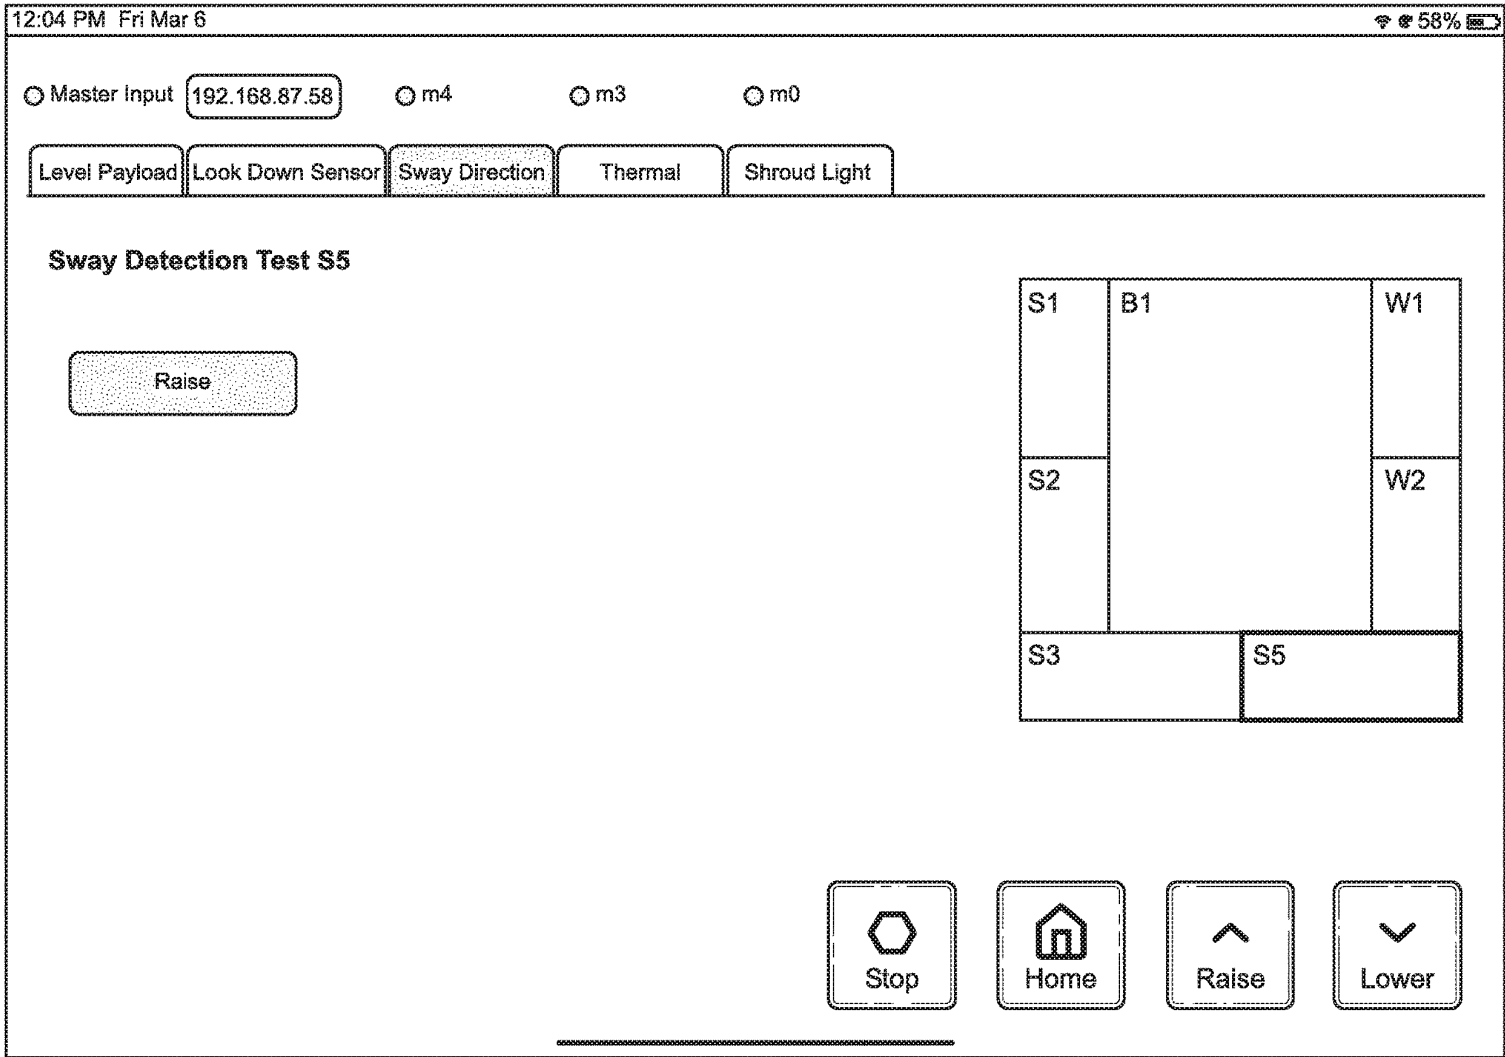 12:04 PM Fri Mar 6 58%
Master Input 192.168.87.58 m4 m3 m0
Level Payload Look Down Sensor Sway Direction Thermal Shroud Light
Sway Detection Test S5
S1 B1 W1
Raise
S2 W2
S3 S5
Stop Home Raise Lower